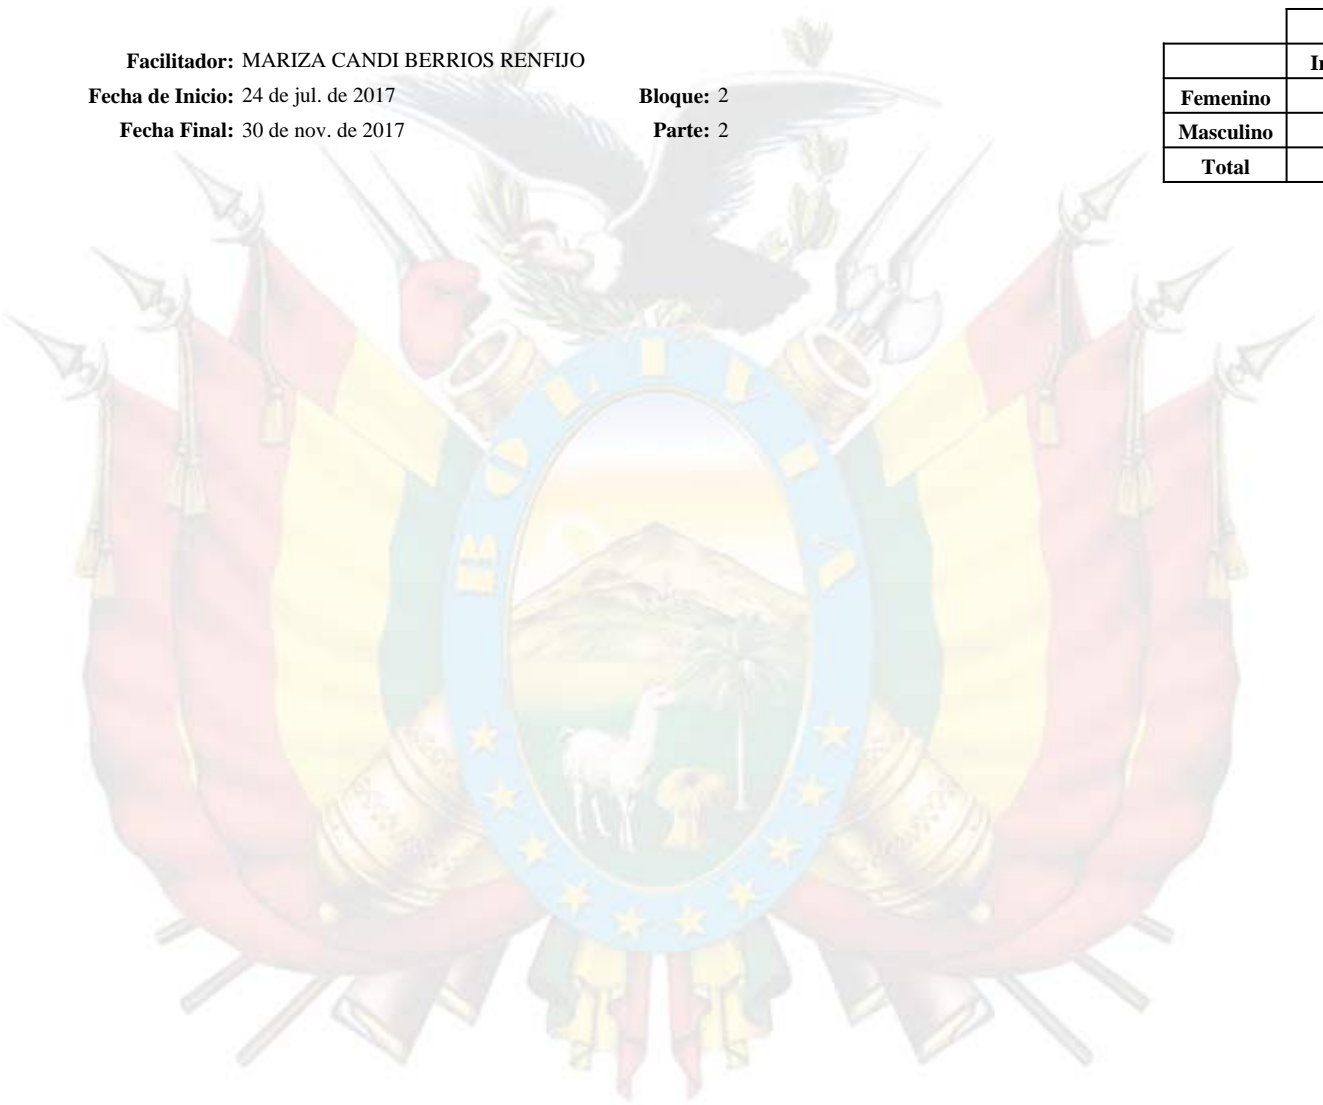 Facilitador: MARIZA CANDI BERRIOS RENFIJO
Fecha de Inicio: 24 de jul. de 2017 Bloque: 2
Fecha Final: 30 de nov. de 2017 Parte: 2
Femenino
Masculino
Total
BOLIVIA